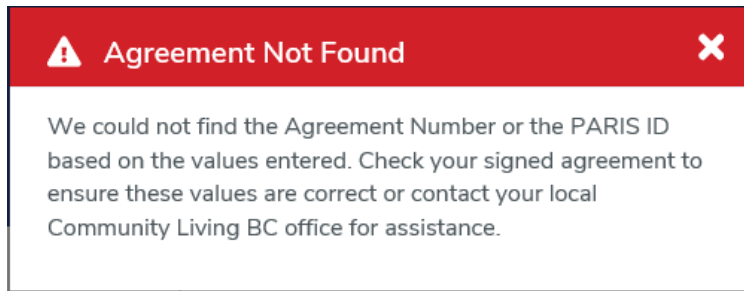 Agreement Not Found
We could not find the Agreement Number or the PARIS ID
based on the values entered. Check your signed agreement to
ensure these values are correct or contact your local
Community Living BC office for assistance.